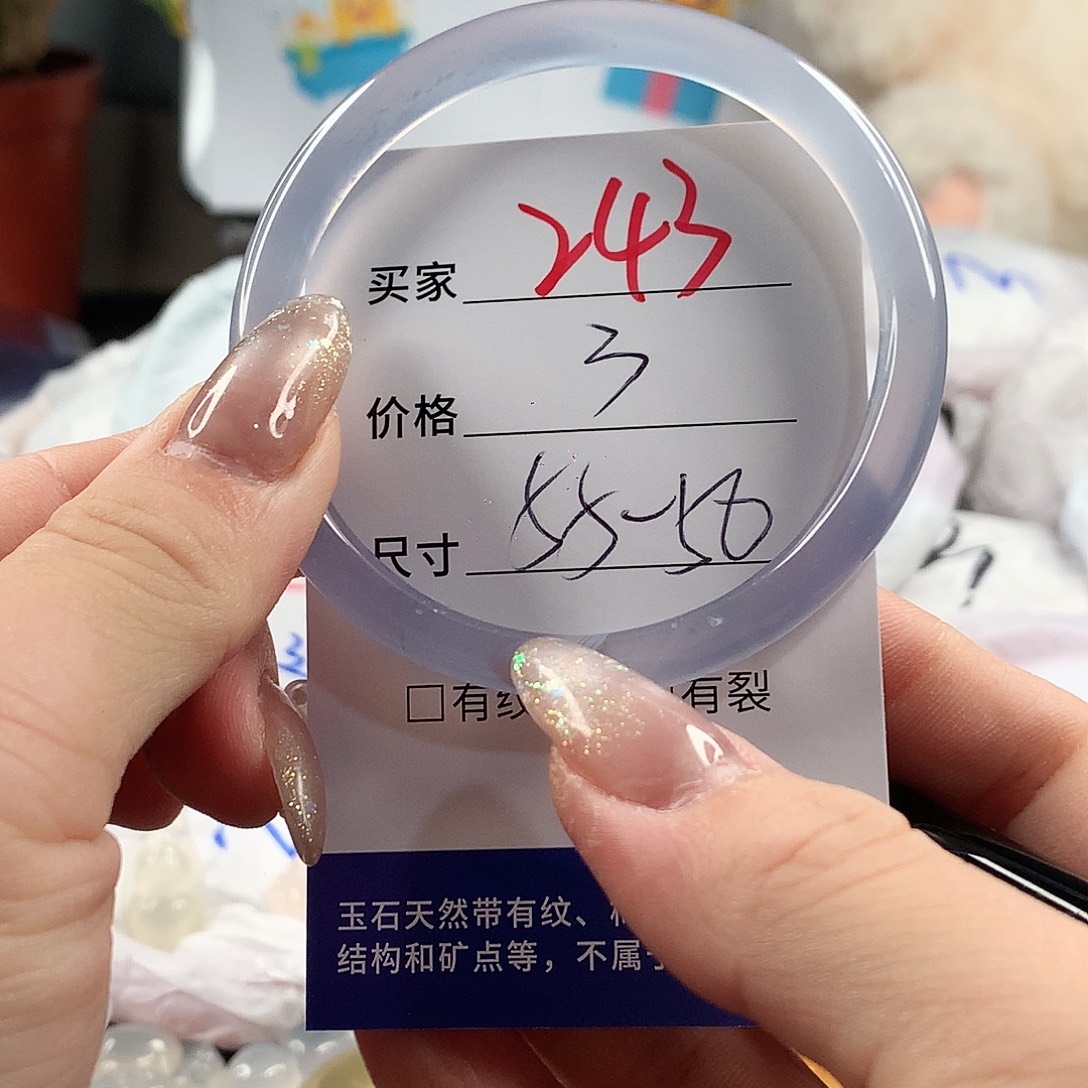 买家 243
价格 3
尺寸 55-56
□有纹 有裂
玉石天然带有纹、
结构和矿点等，不属于